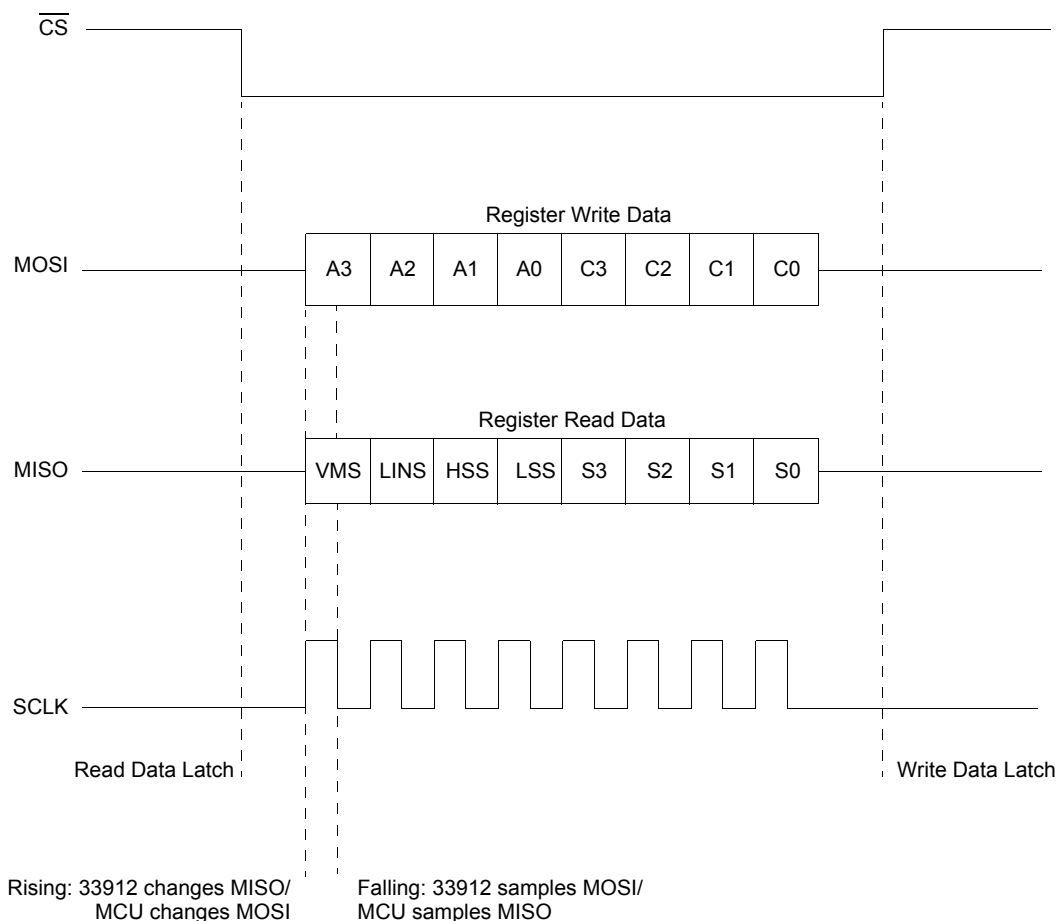 CS
Register Write Data
MOSI
A3 A2 A1 A0 C3 C2 C1 C0
Register Read Data
MISO
VMS LINS HSS LSS S3 S2 S1 S0
SCLK
Read Data Latch
Write Data Latch
Rising: 33912 changes MISO/
MCU changes MOSI
Falling: 33912 samples MOSI/
MCU samples MISO